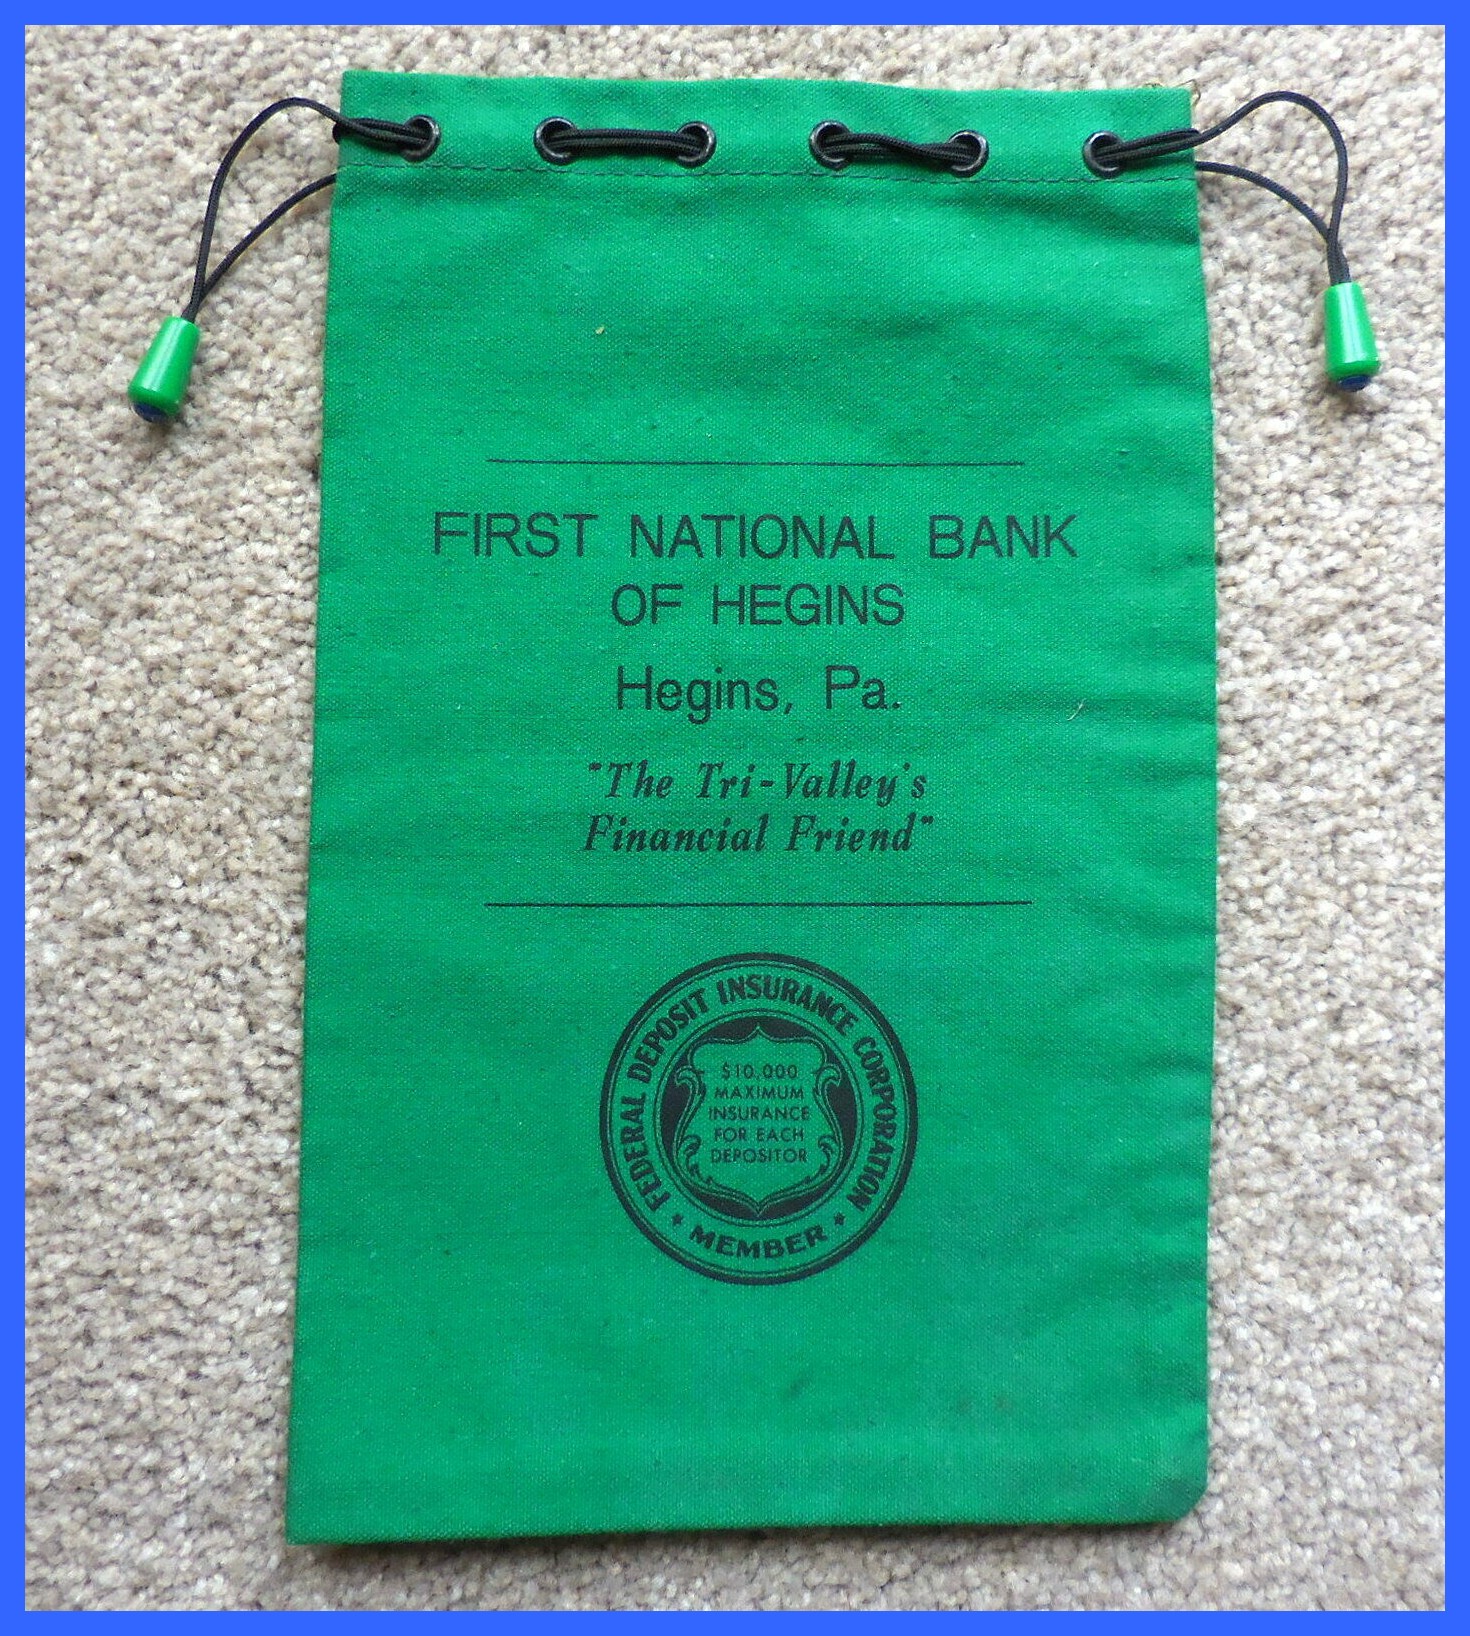 FIRST NATIONAL BANK
OF HEGINS
Hegins, Pa.
"The Tri-Valley's
Financial Friend"
FEDERAL DEPOSIT INSURANCE CORPORATION
$10,000
MAXIMUM
INSURANCE
FOR EACH
DEPOSITOR
• MEMBER •